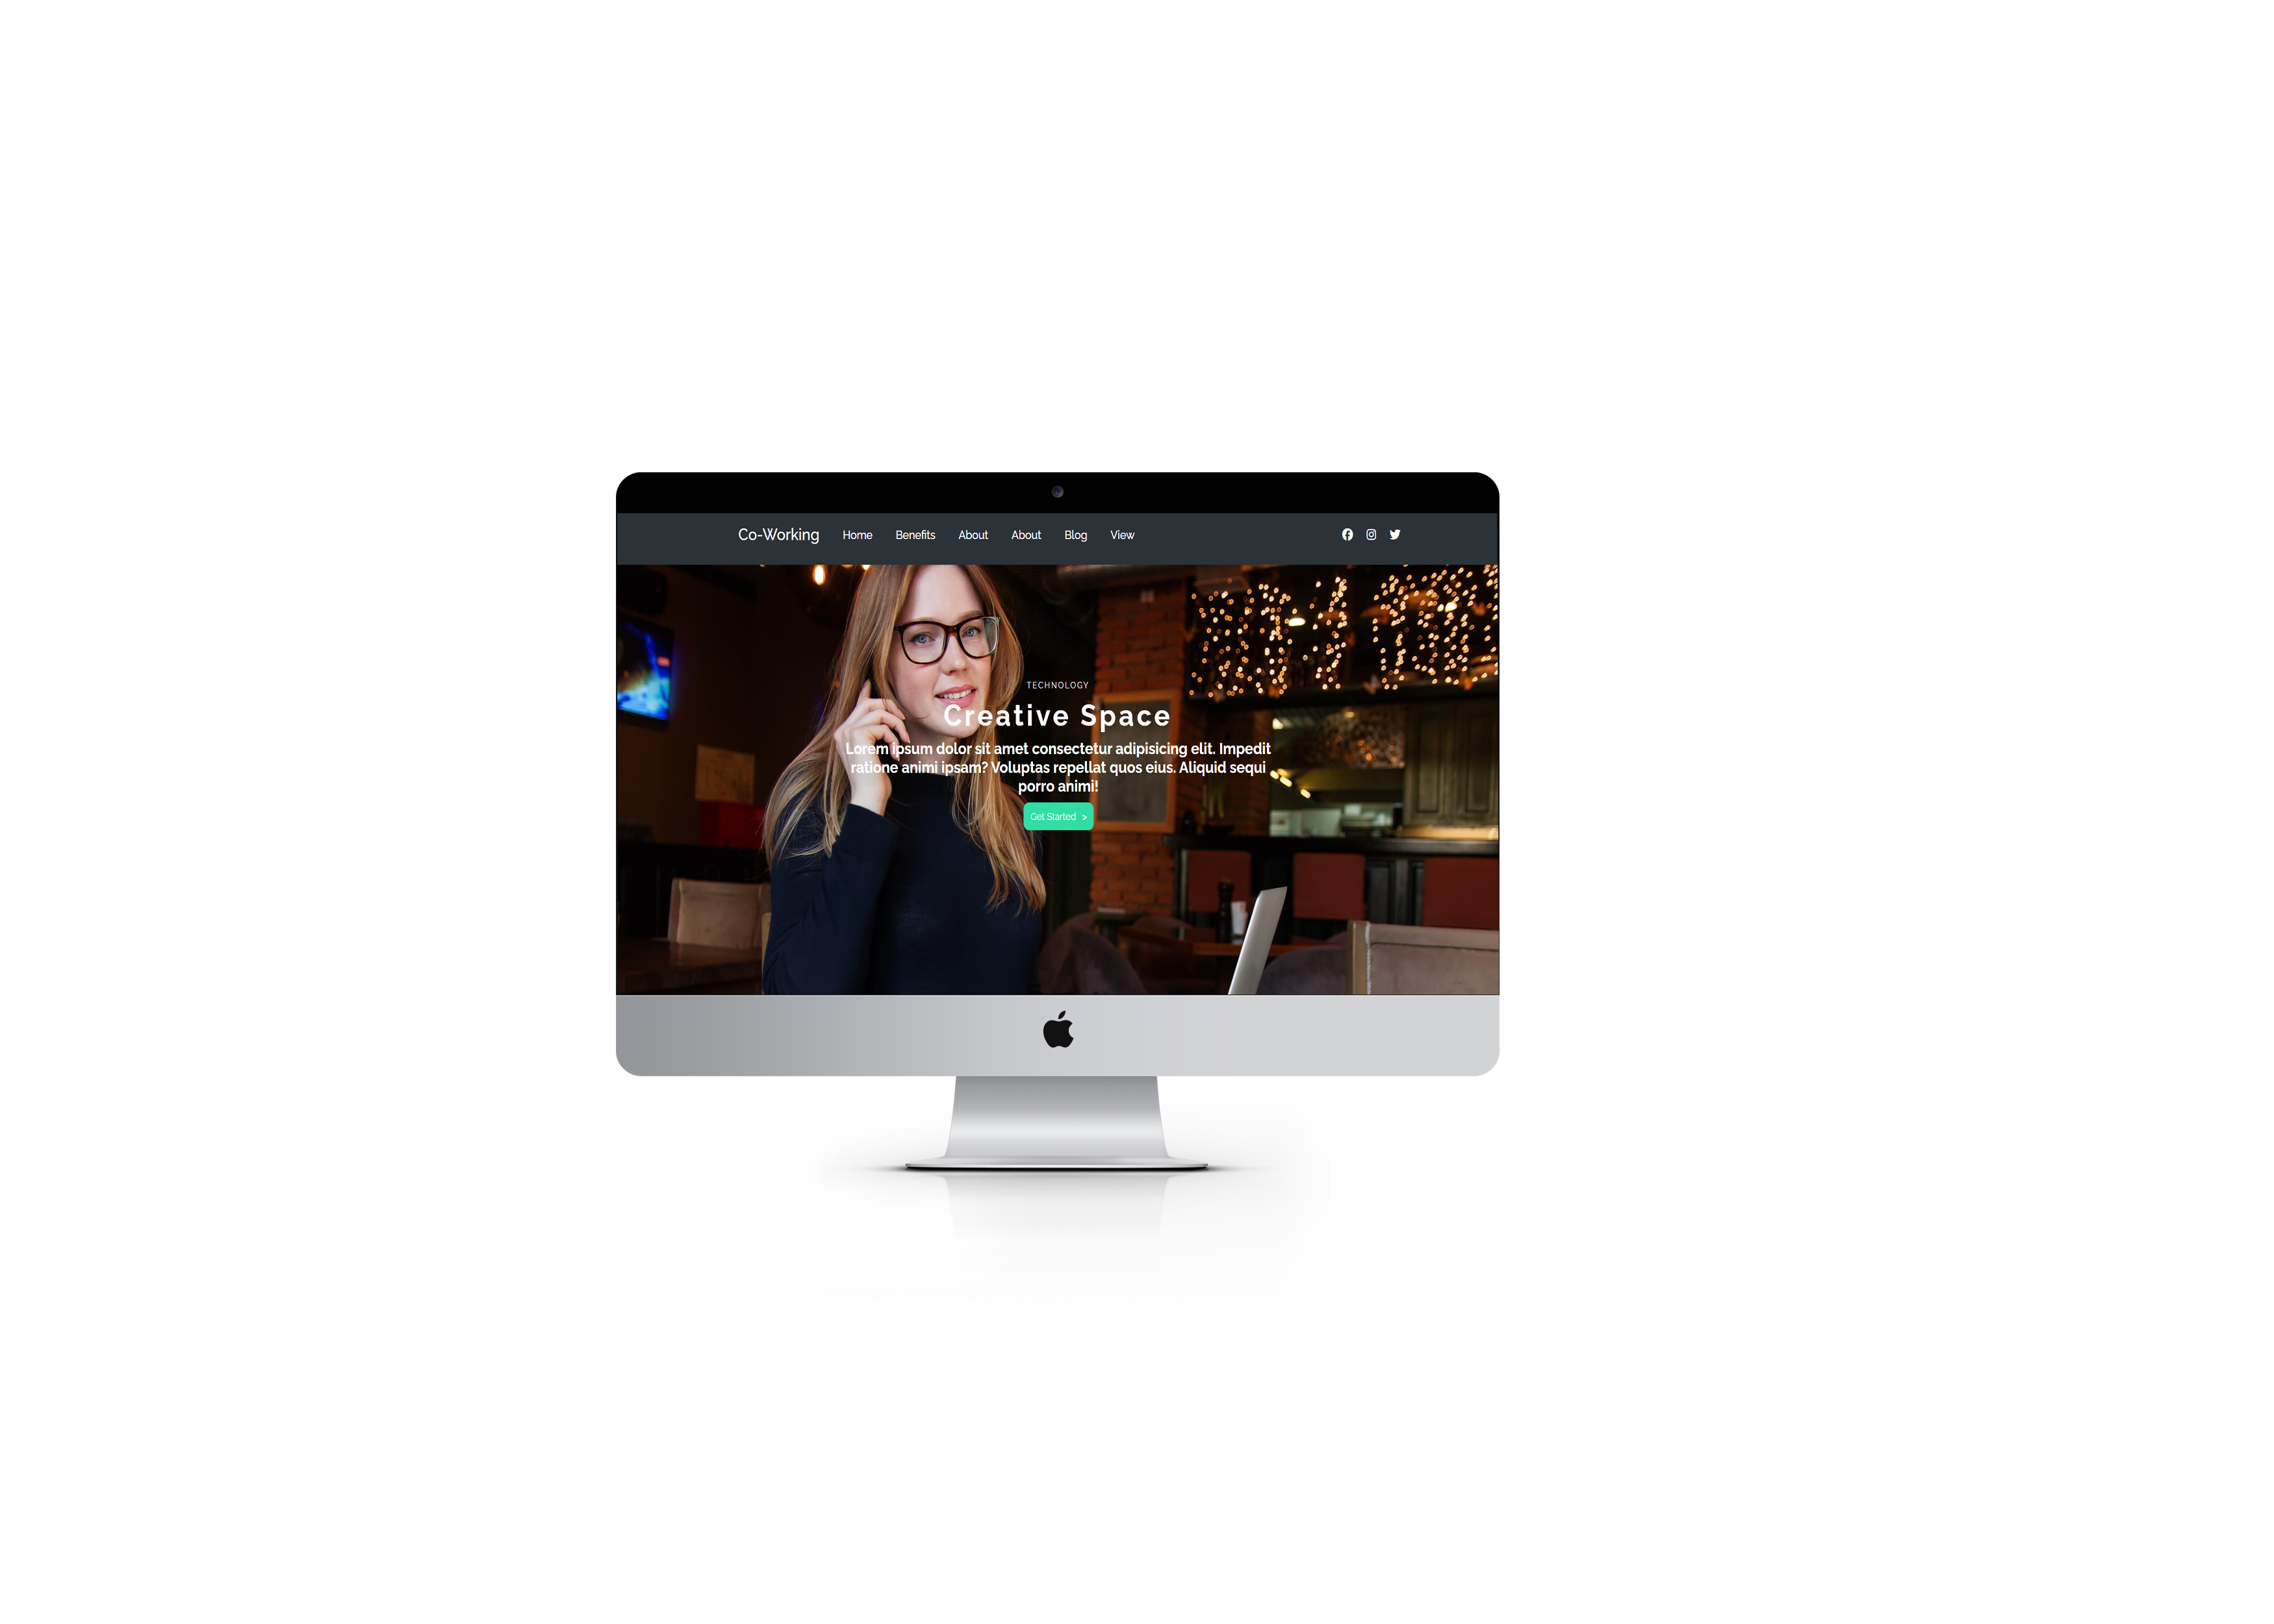 Co-Working Home Benefits About About Blog View
TECHNOLOGY
Creative Space
Lorem ipsum dolor sit amet consectetur adipisicing elit. Impedit
ratione animi ipsam? Voluptas repellat quos eius. Aliquid sequi
porro animi!
Get Started >